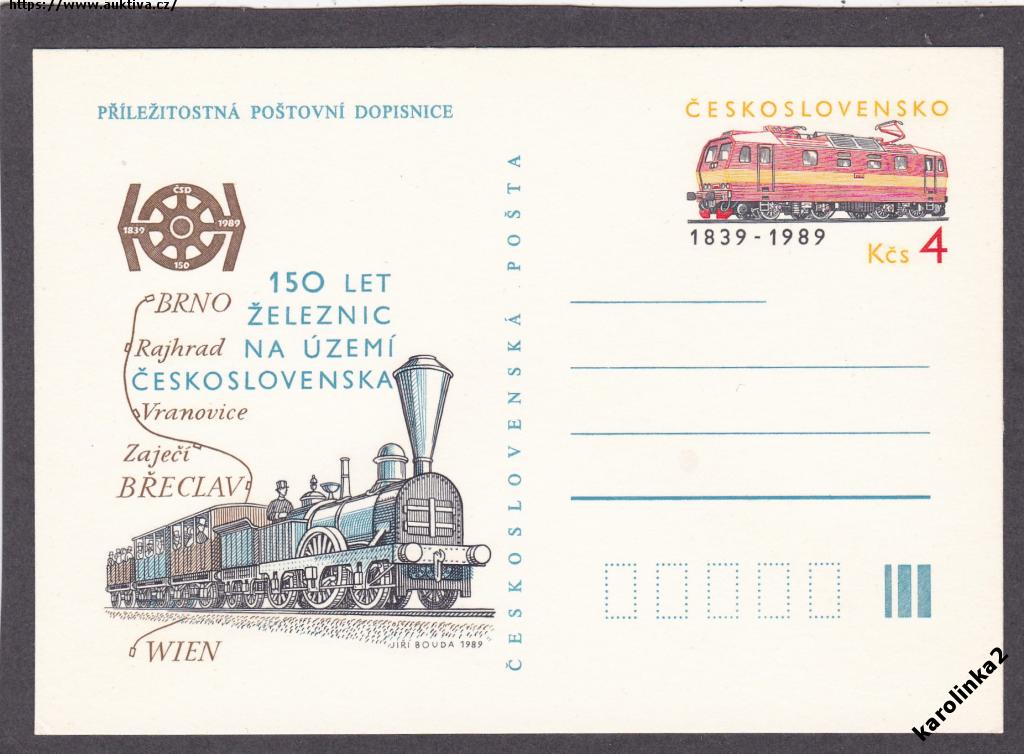 https://www.auktiva.cz/
PŘÍLEŽITOSTNÁ POŠTOVNÍ DOPISNICE
ČSD
1839
1989
150
150 LET
ŽELEZNIC
NA ÚZEMÍ
ČESKOSLOVENSKA
BRNO
Rajhrad
Vranovice
Zaječí
BŘECLAV
WIEN
JIŘÍ BOUDA 1989
ČESKOSLOVENSKÁ POŠTA
ČESKOSLOVENSKO
1839 - 1989
Kčs 4
karolinka2